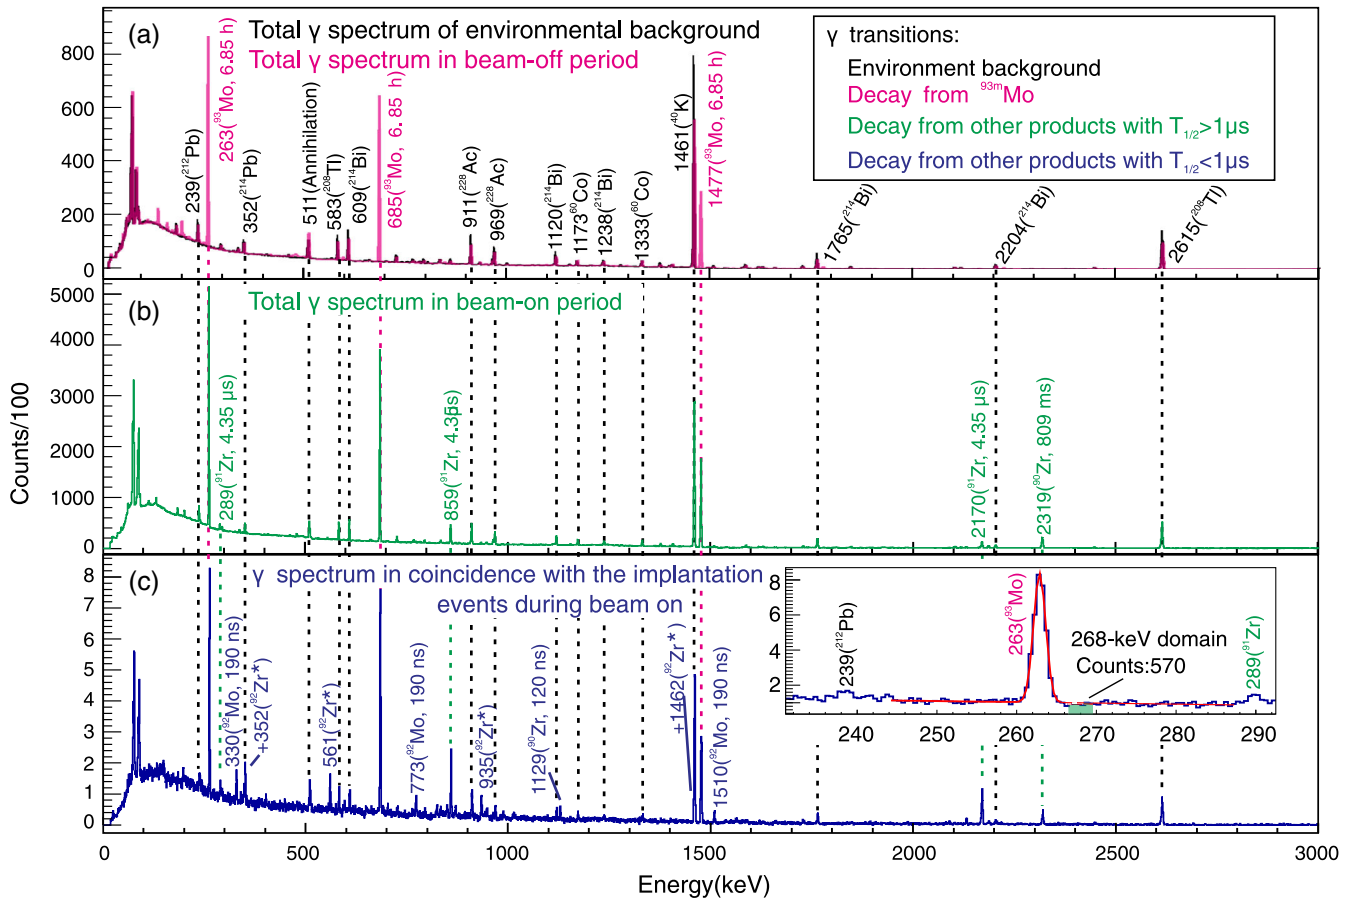 (a)
Total γ spectrum of environmental background
Total γ spectrum in beam-off period
γ transitions:
Environment background
Decay from ⁹³ᵐMo
Decay from other products with T₁/₂>1μs
Decay from other products with T₁/₂<1μs
800
600
400
200
0
239(²¹²Pb)
263(⁹³Mo, 6.85 h)
352(²¹⁴Pb)
511(Annihilation)
583(²⁰⁸Tl)
609(²¹⁴Bi)
685(⁹³Mo, 6.85 h)
911(²²⁸Ac)
969(²²⁸Ac)
1120(²¹⁴Bi)
1173(⁶⁰Co)
1238(²¹⁴Bi)
1333(⁶⁰Co)
1461(⁴⁰K)
1477(⁹³Mo, 6.85 h)
1765(²¹⁴Bi)
2204(²¹⁴Bi)
2615(²⁰⁸Tl)
(b)
Total γ spectrum in beam-on period
5000
4000
3000
2000
1000
0
289(⁹¹Zr, 4.35 μs)
859(⁹¹Zr, 4.35μs)
2170(⁹¹Zr, 4.35 μs)
2319(⁹⁰Zr, 809 ms)
Counts/100
(c)
γ spectrum in coincidence with the implantation
events during beam on
8
7
6
5
4
3
2
1
0
330(⁹²Mo, 190 ns)
+352(⁹²Zr*)
561(⁹²Zr*)
773(⁹²Mo, 190 ns)
935(⁹²Zr*)
1129(⁹⁰Zr, 120 ns)
+1462(⁹²Zr*)
1510(⁹²Mo, 190 ns)
8
6
4
2
239(²¹²Pb)
263(⁹³Mo)
268-keV domain
Counts:570
289(⁹¹Zr)
240 250 260 270 280 290
0 500 1000 1500 2000 2500 3000
Energy(keV)